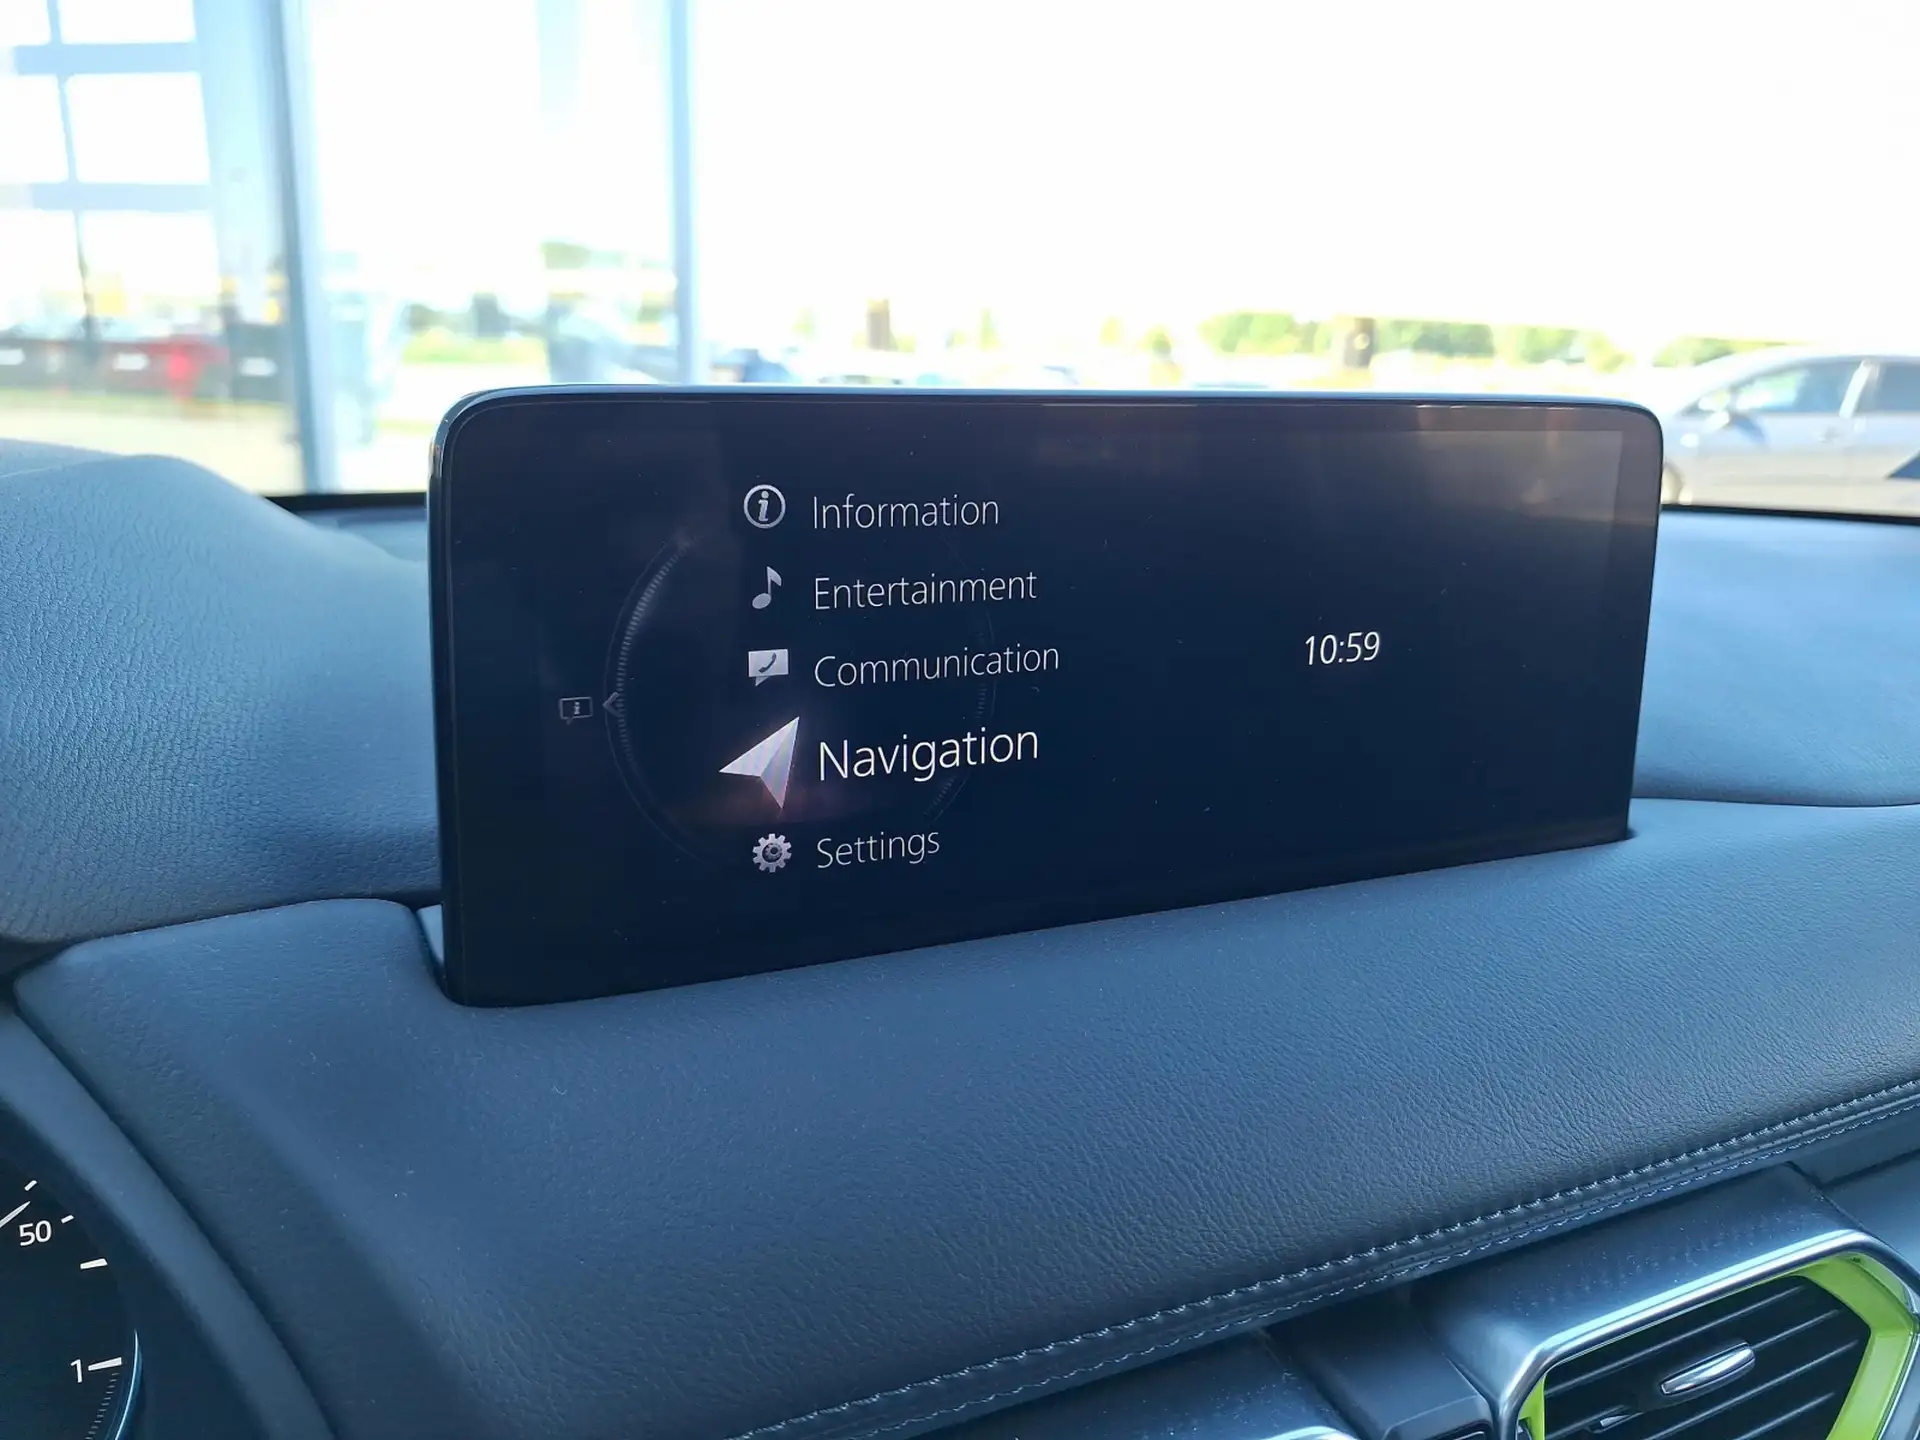 Information
Entertainment
Communication
10:59
Navigation
Settings
50
1